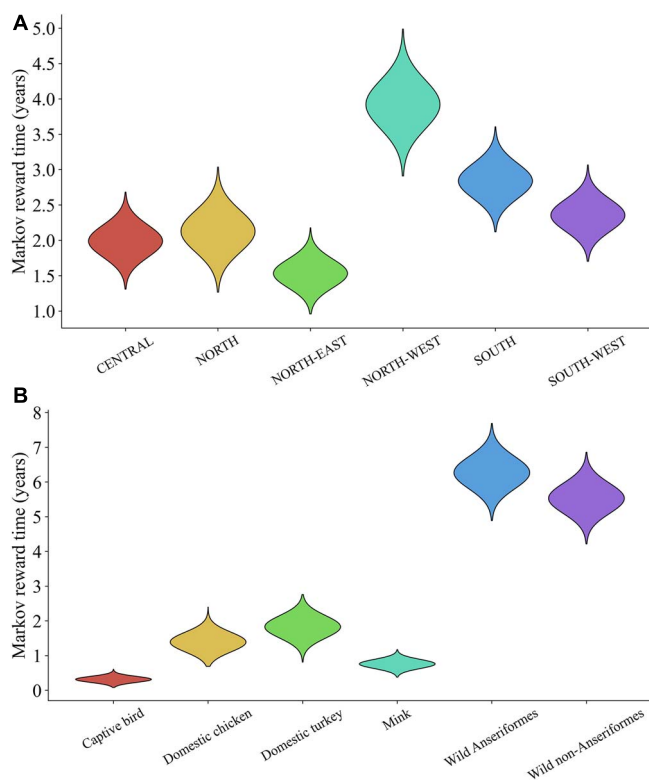 A
Markov reward time (years)
5.0
4.5
4.0
3.5
3.0
2.5
2.0
1.5
1.0
CENTRAL
NORTH
NORTH-EAST
NORTH-WEST
SOUTH
SOUTH-WEST
B
Markov reward time (years)
8
7
6
5
4
3
2
1
0
Captive bird
Domestic chicken
Domestic turkey
Mink
Wild Anseriformes
Wild non-Anseriformes